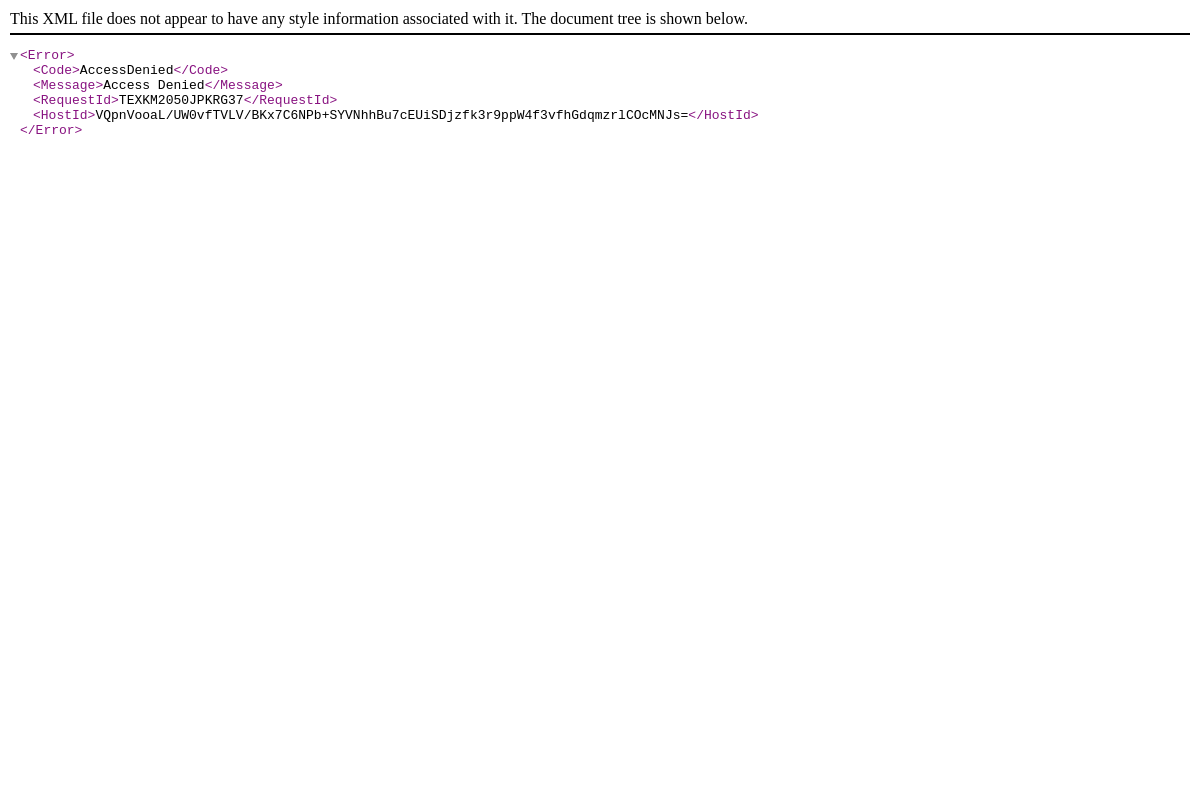 This XML file does not appear to have any style information associated with it. The document tree is shown below.
<Error>
<Code>AccessDenied</Code>
<Message>Access Denied</Message>
<RequestId>TEXKM2050JPKRG37</RequestId>
<HostId>VQpnVooaL/UW0vfTVLV/BKx7C6NPb+SYVNhhBu7cEUiSDjzfk3r9ppW4f3vfhGdqmzrlCOcMNJs=</HostId>
</Error>